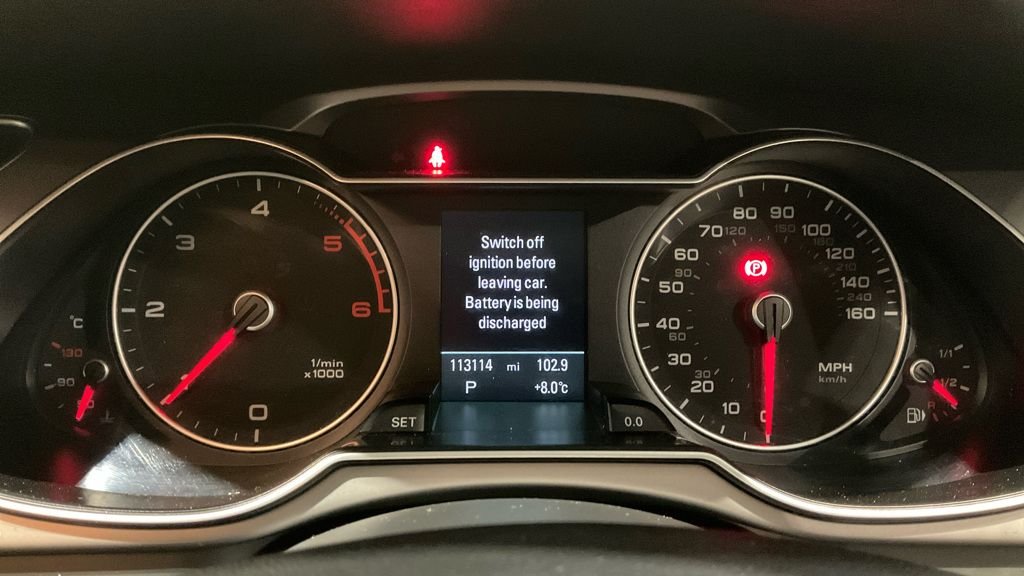 Switch off
ignition before
leaving car.
Battery is being
discharged
113114 mi 102.9
P +8.0°C
SET
0.0
0
2
3
4
5
6
1/min
x1000
°C
130
90
0
10
20
30
40
50
60
70
80
90
100
120
140
160
30
60
90
120
150
180
210
240
MPH
km/h
P
1/1
1/2
R